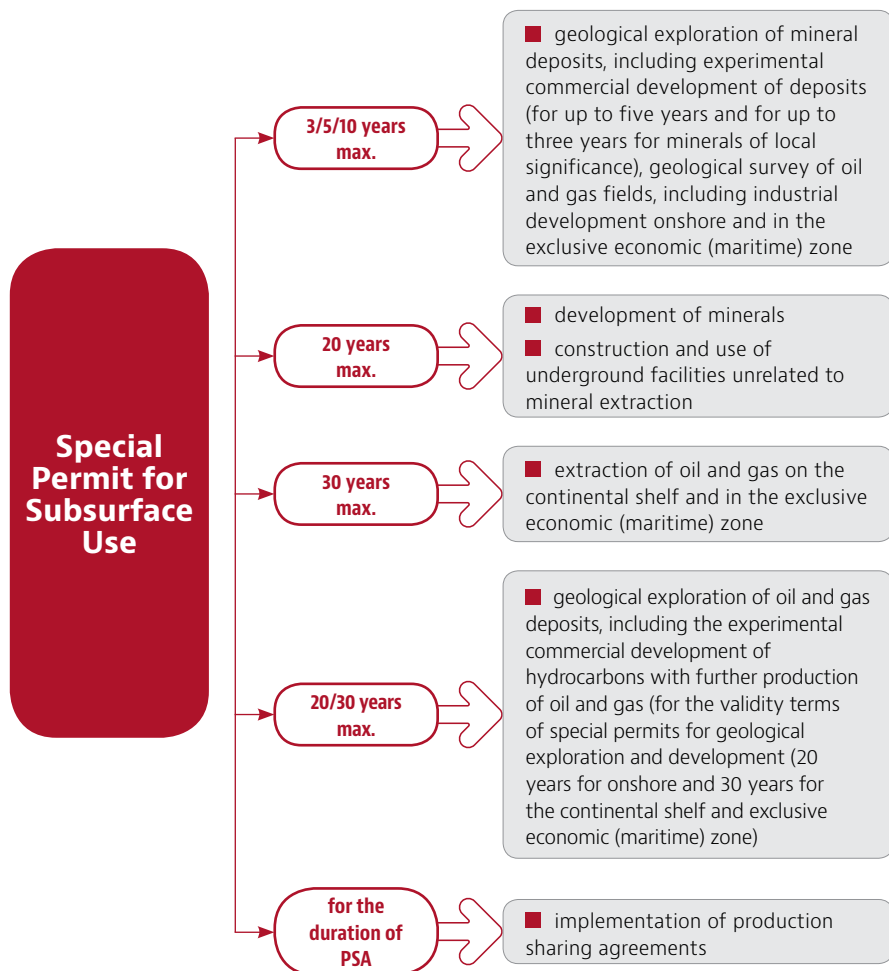 Special
Permit for
Subsurface
Use
3/5/10 years
max.
■ geological exploration of mineral
deposits, including experimental
commercial development of deposits
(for up to five years and for up to
three years for minerals of local
significance), geological survey of oil
and gas fields, including industrial
development onshore and in the
exclusive economic (maritime) zone
20 years
max.
■ development of minerals
■ construction and use of
underground facilities unrelated to
mineral extraction
30 years
max.
■ extraction of oil and gas on the
continental shelf and in the exclusive
economic (maritime) zone
20/30 years
max.
■ geological exploration of oil and gas
deposits, including the experimental
commercial development of
hydrocarbons with further production
of oil and gas (for the validity terms
of special permits for geological
exploration and development (20
years for onshore and 30 years for
the continental shelf and exclusive
economic (maritime) zone)
for the
duration of
PSA
■ implementation of production
sharing agreements